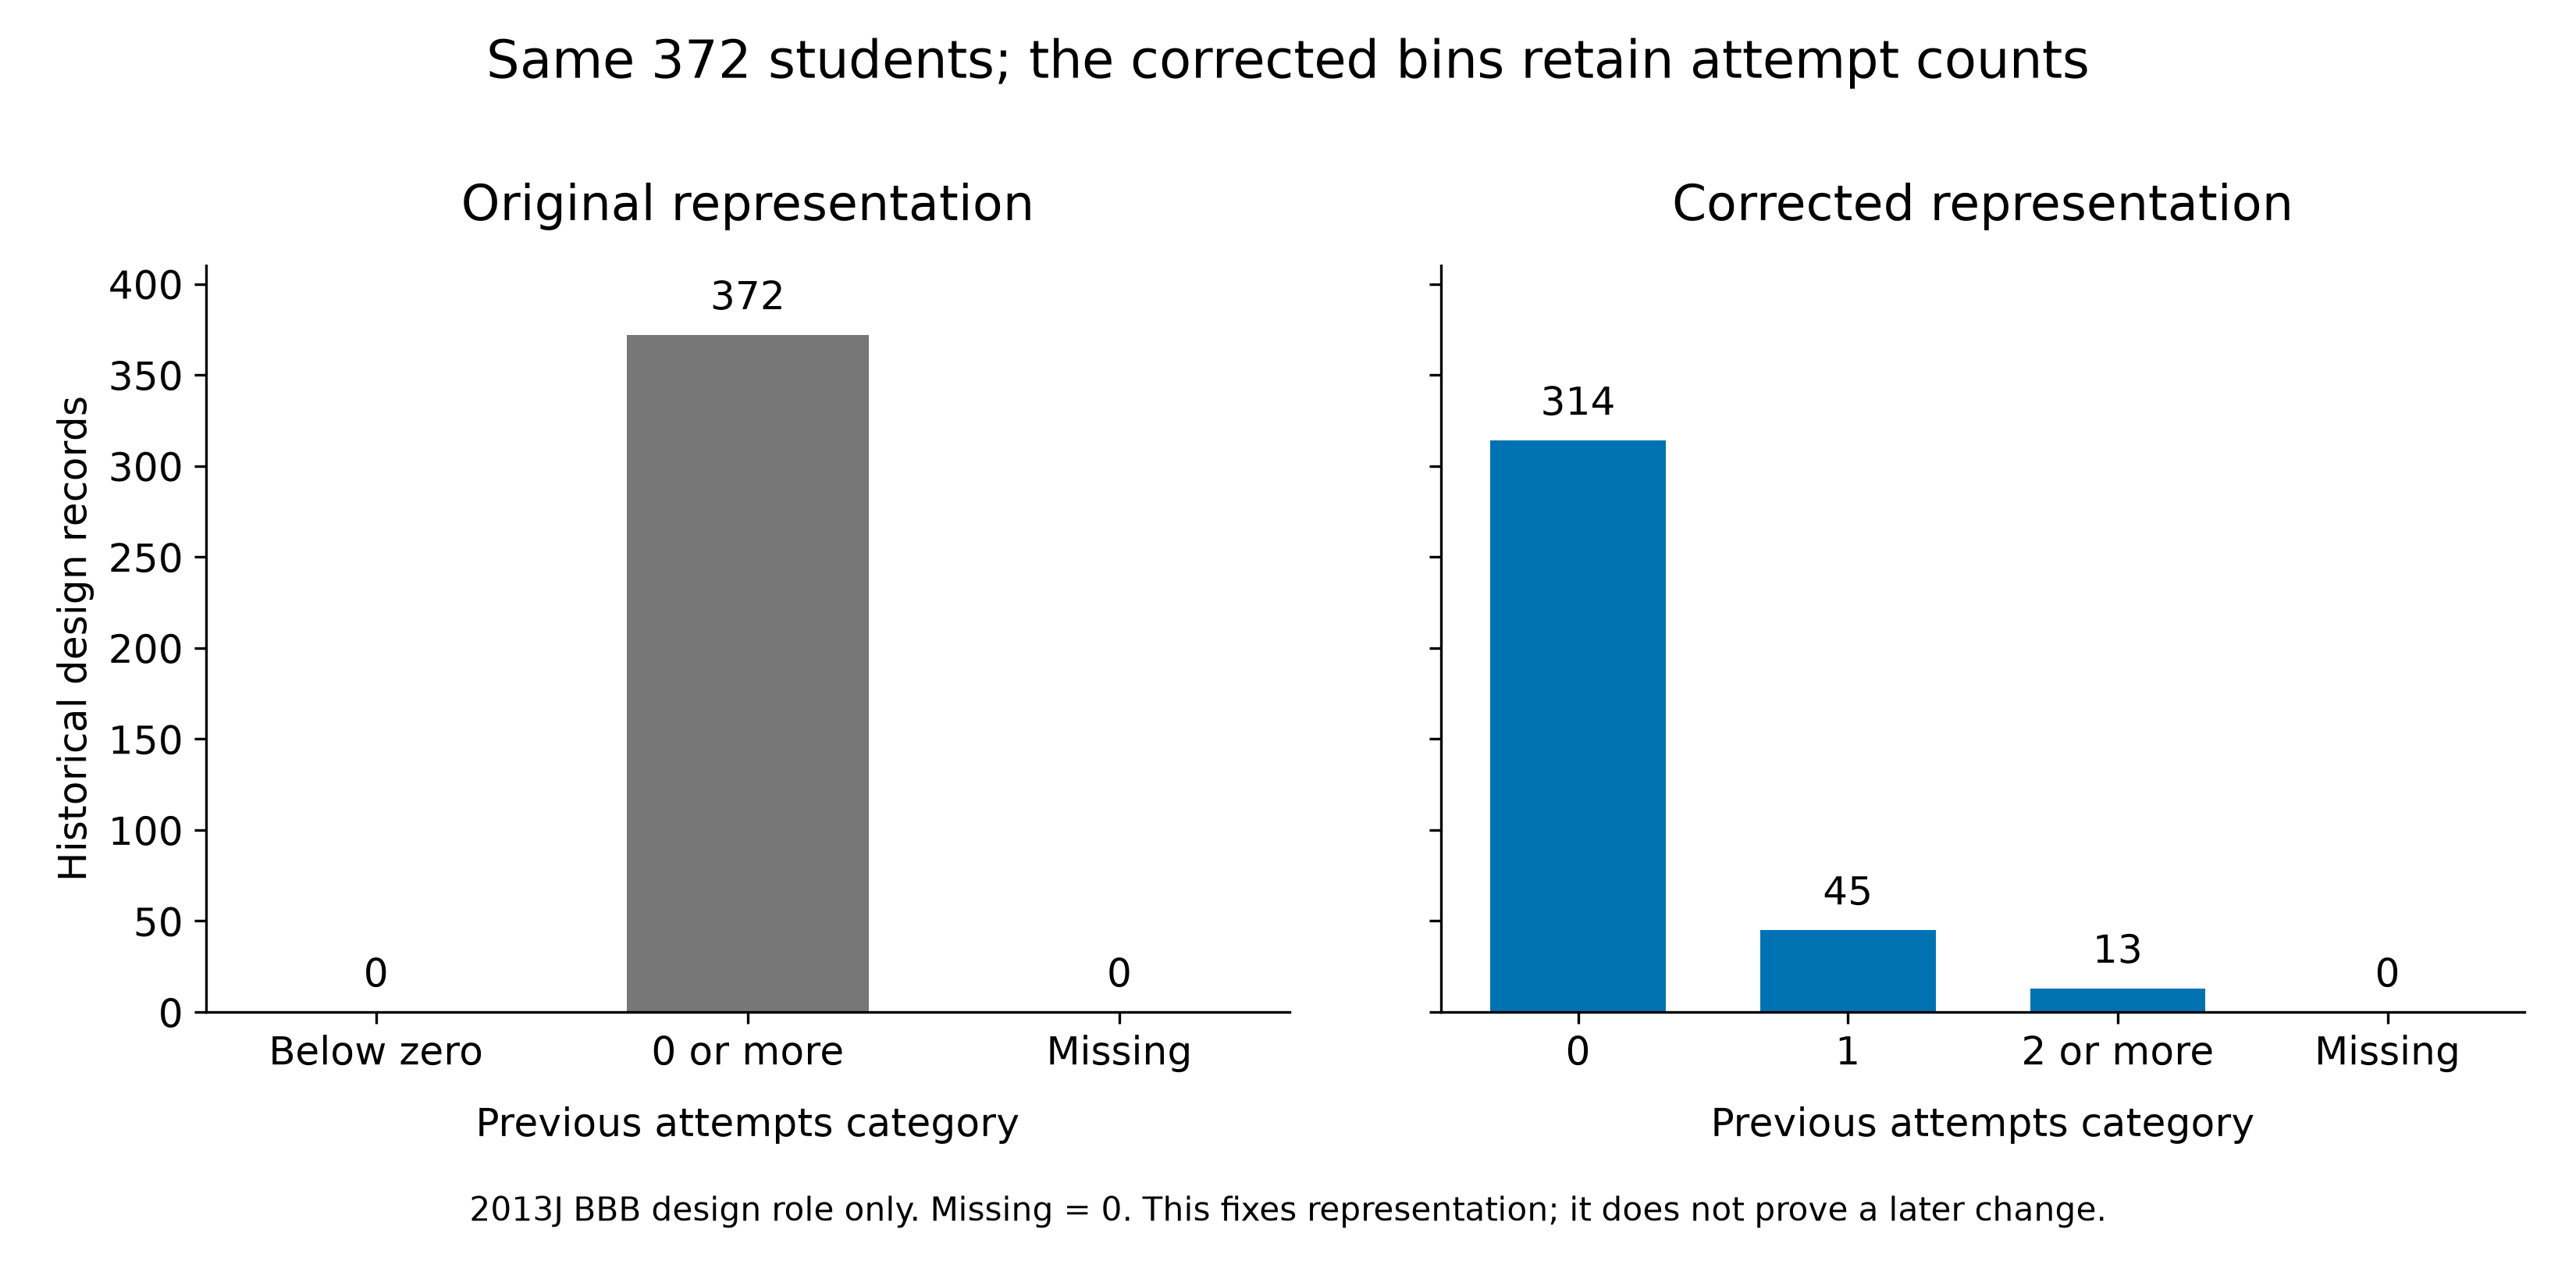 Same 372 students; the corrected bins retain attempt counts
Original representation
Historical design records
400
350
300
250
200
150
100
50
0
0
372
0
Below zero
0 or more
Missing
Previous attempts category
Corrected representation
314
45
13
0
0
1
2 or more
Missing
Previous attempts category
2013J BBB design role only. Missing = 0. This fixes representation; it does not prove a later change.